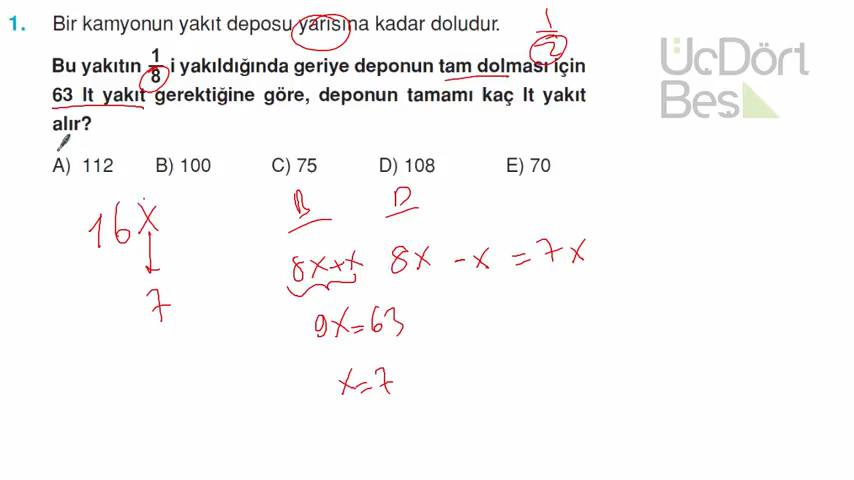 1. Bir kamyonun yakıt deposu yarısına kadar doludur.
1/2
Bu yakıtın 1/8 i yakıldığında geriye deponun tam dolması için
63 lt yakıt gerektiğine göre, deponun tamamı kaç lt yakıt
alır?
A) 112 B) 100 C) 75 D) 108 E) 70
ÜçDört
Beş
16x
7
B D
8x+x 8x -x = 7x
9x=63
x=7